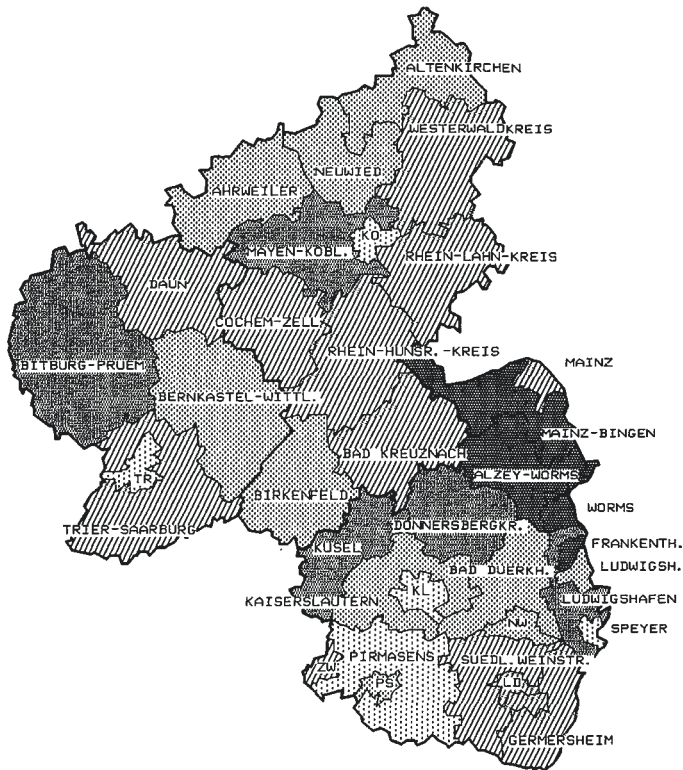 ALTENKIRCHEN
WESTERWALDKREIS
NEUWIED
AHRWEILER
KO
MAYEN-KOBL.
RHEIN-LAHN-KREIS
DAUN
COCHEM-ZELL
RHEIN-HUNSR.-KREIS
MAINZ
BITBURG-PRUEM
BERNKASTEL-WITTL.
MAINZ-BINGEN
BAD KREUZNACH
TR
ALZEY-WORMS
BIRKENFELD
WORMS
TRIER-SAARBURG
DONNERSBERGKR.
KUSEL
FRANKENTH.
BAD DUERKH.
LUDWIGSH.
KL
KAISERSLAUTERN
LUDWIGSHAFEN
NW
SPEYER
PIRMASENS
SUEDL.WEINSTR.
ZW
PS
LD
GERMERSHEIM